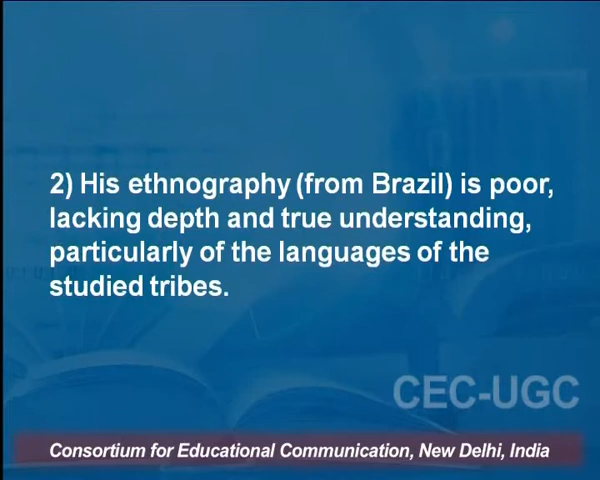 2) His ethnography (from Brazil) is poor,
lacking depth and true understanding,
particularly of the languages of the
studied tribes.
CEC-UGC
Consortium for Educational Communication, New Delhi, India